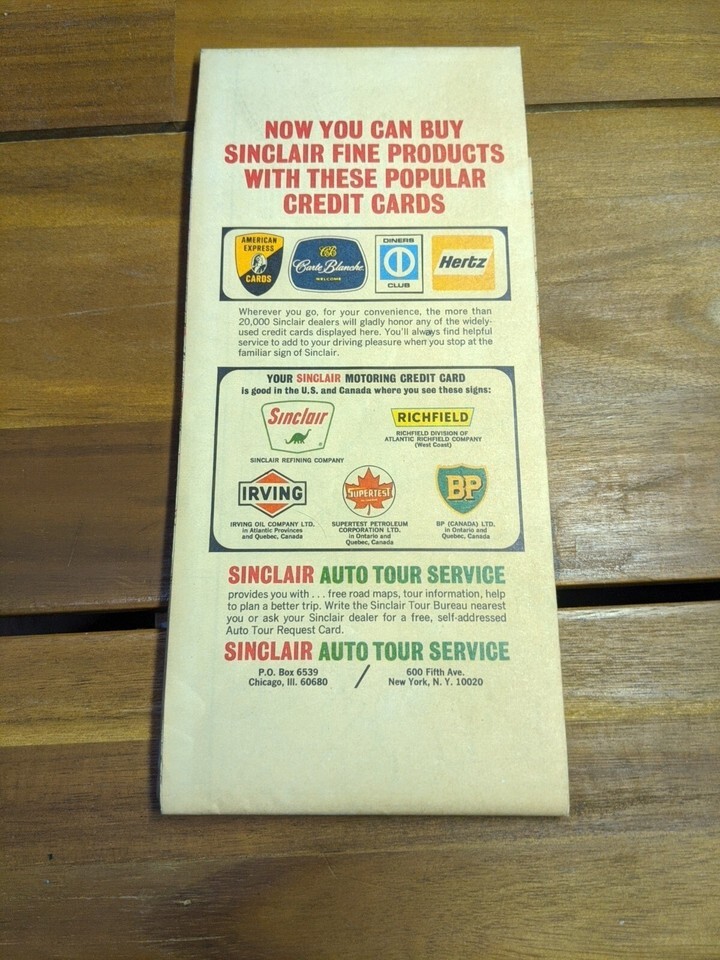 NOW YOU CAN BUY
SINCLAIR FINE PRODUCTS
WITH THESE POPULAR
CREDIT CARDS
AMERICAN
EXPRESS
CARDS
CB
Carte Blanche
WELCOME
DINERS
CLUB
Hertz
Wherever you go, for your convenience, the more than
20,000 Sinclair dealers will gladly honor any of the widely-
used credit cards displayed here. You'll always find helpful
service to add to your driving pleasure when you stop at the
familiar sign of Sinclair.
YOUR SINCLAIR MOTORING CREDIT CARD
is good in the U.S. and Canada where you see these signs:
Sinclair
®
SINCLAIR REFINING COMPANY
RICHFIELD
RICHFIELD DIVISION OF
ATLANTIC RICHFIELD COMPANY
(West Coast)
IRVING
IRVING OIL COMPANY LTD.
in Atlantic Provinces
and Quebec, Canada
SUPERTEST
SUPERTEST PETROLEUM
CORPORATION LTD.
in Ontario and
Quebec, Canada
BP
BP (CANADA) LTD.
in Ontario and
Quebec, Canada
SINCLAIR AUTO TOUR SERVICE
provides you with . . . free road maps, tour information, help
to plan a better trip. Write the Sinclair Tour Bureau nearest
you or ask your Sinclair dealer for a free, self-addressed
Auto Tour Request Card.
SINCLAIR AUTO TOUR SERVICE
P.O. Box 6539
Chicago, Ill. 60680
/
600 Fifth Ave.
New York, N. Y. 10020